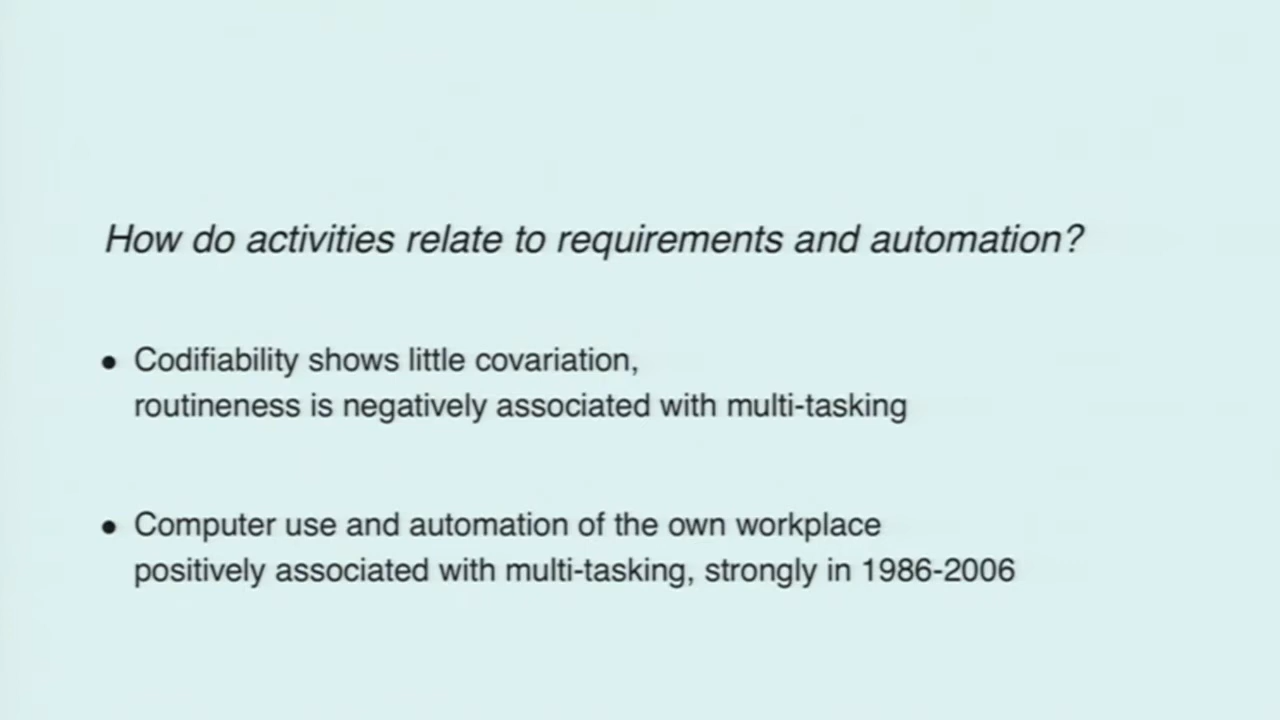 How do activities relate to requirements and automation?
• Codifiability shows little covariation,
routineness is negatively associated with multi-tasking
• Computer use and automation of the own workplace
positively associated with multi-tasking, strongly in 1986-2006